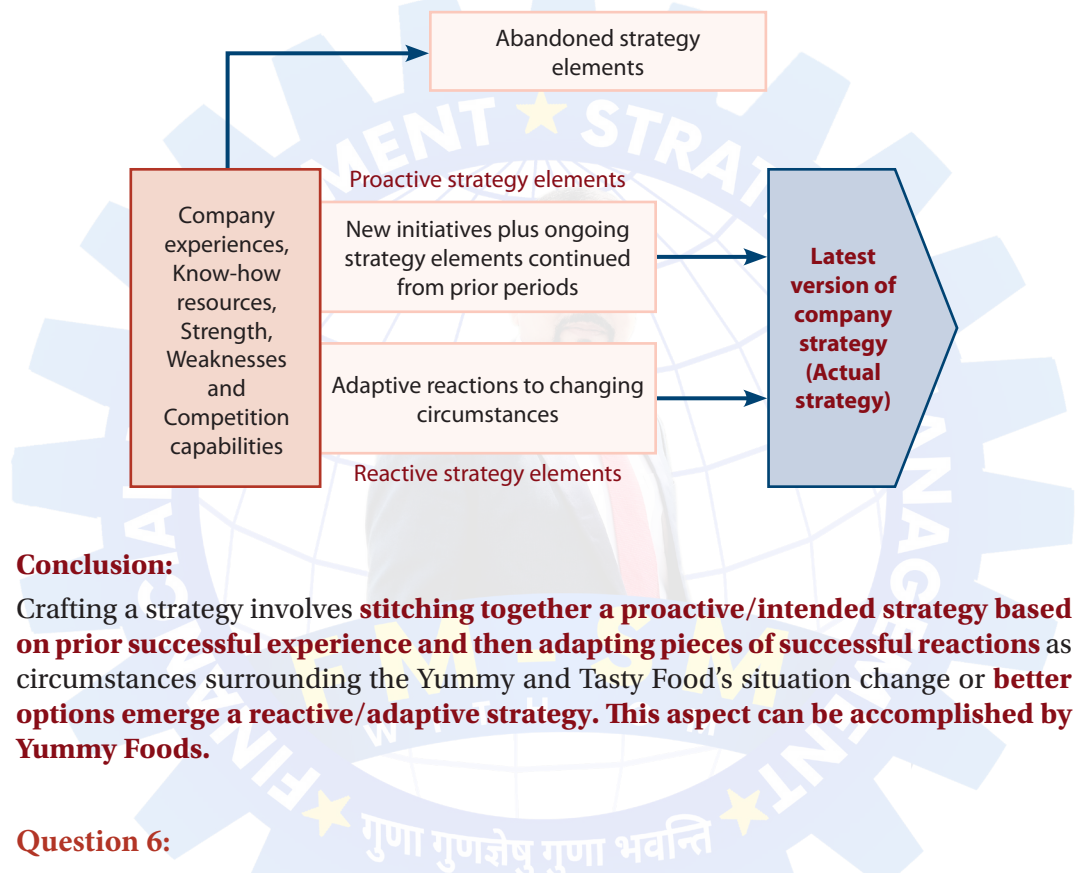 Abandoned strategy
elements
Proactive strategy elements
Company
experiences,
Know-how
resources,
Strength,
Weaknesses
and
Competition
capabilities
New initiatives plus ongoing
strategy elements continued
from prior periods
Adaptive reactions to changing
circumstances
Reactive strategy elements
Latest
version of
company
strategy
(Actual
strategy)
Conclusion:
Crafting a strategy involves stitching together a proactive/intended strategy based
on prior successful experience and then adapting pieces of successful reactions as
circumstances surrounding the Yummy and Tasty Food’s situation change or better
options emerge a reactive/adaptive strategy. This aspect can be accomplished by
Yummy Foods.
Question 6:
FM - SM
गुणा गुणज्ञेषु गुणा भवन्ति